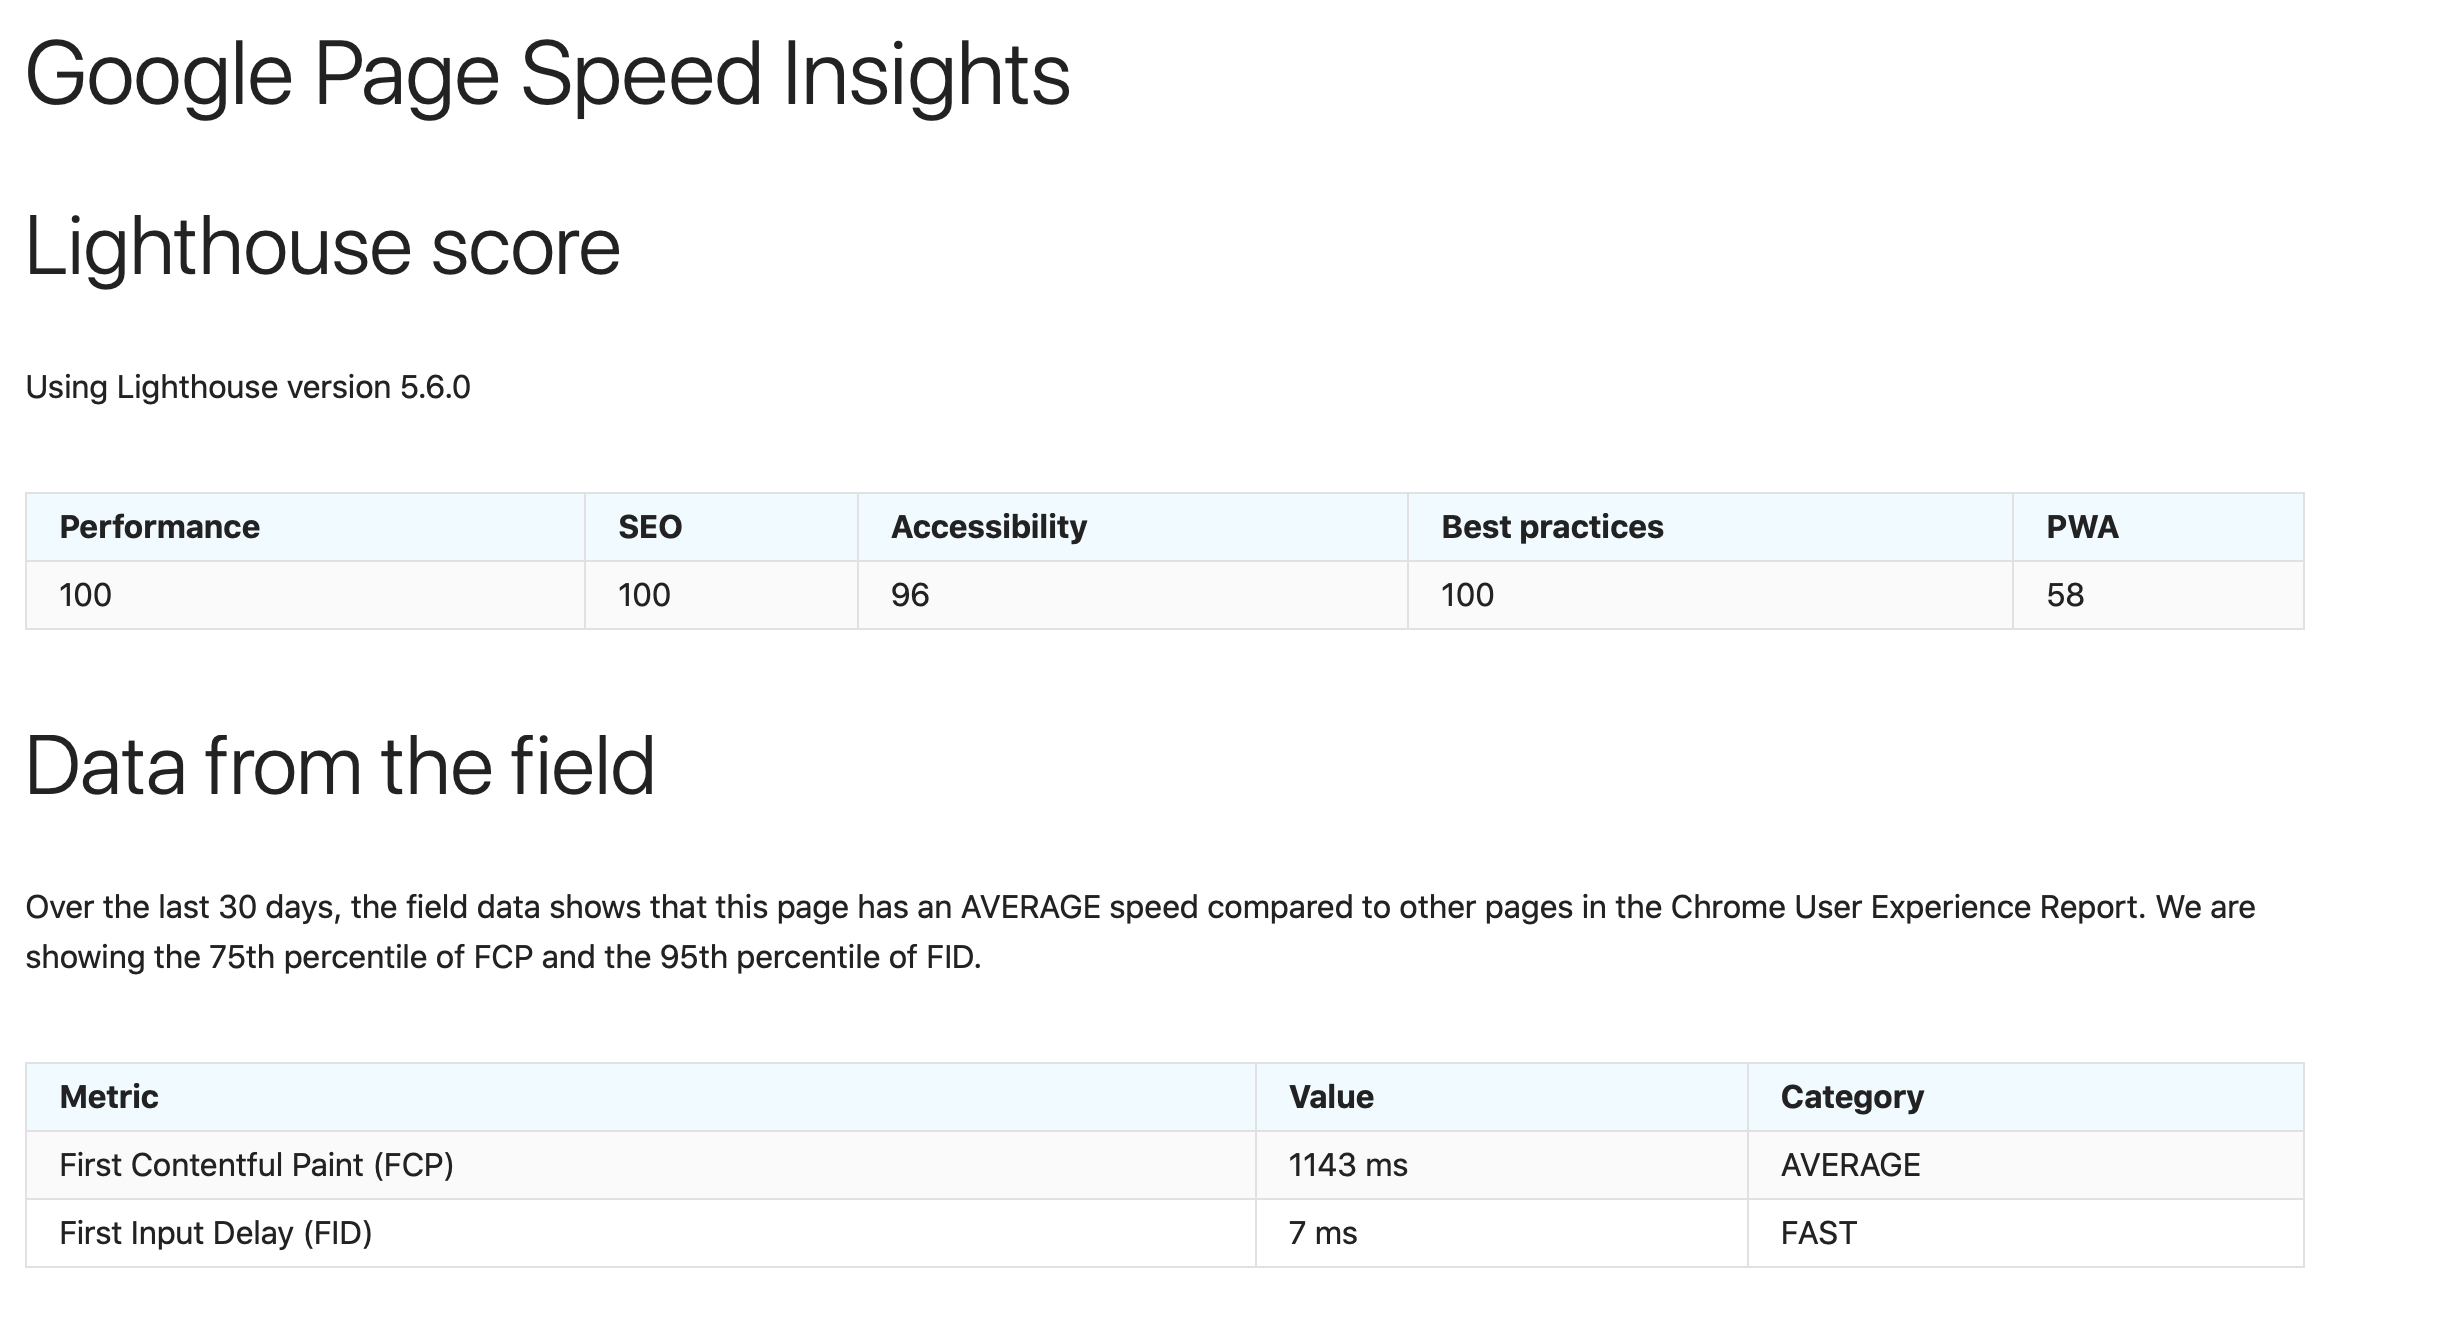 Google Page Speed Insights
Lighthouse score
Using Lighthouse version 5.6.0
Performance SEO Accessibility Best practices PWA
100 100 96 100 58
Data from the field
Over the last 30 days, the field data shows that this page has an AVERAGE speed compared to other pages in the Chrome User Experience Report. We are
showing the 75th percentile of FCP and the 95th percentile of FID.
Metric Value Category
First Contentful Paint (FCP) 1143 ms AVERAGE
First Input Delay (FID) 7 ms FAST